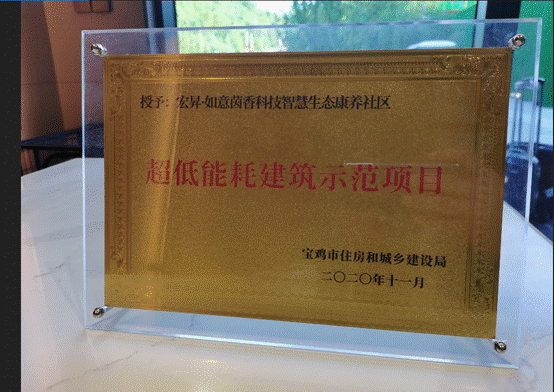 授予：宏昇·如意茵香科技智慧生态康养社区
超低能耗建筑示范项目
宝鸡市住房和城乡建设局
二〇二〇年十一月